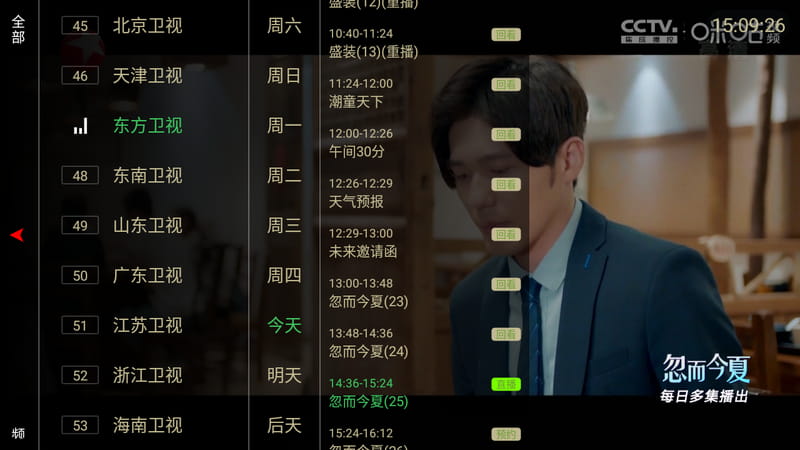 全部
45 北京卫视
46 天津卫视
东方卫视
48 东南卫视
49 山东卫视
50 广东卫视
51 江苏卫视
52 浙江卫视
53 海南卫视
周六
周日
周一
周二
周三
周四
今天
明天
后天
盛装(12)(重播)
10:40-11:24 回看
盛装(13)(重播)
11:24-12:00 回看
潮童天下
12:00-12:26 回看
午间30分
12:26-12:29 回看
天气预报
12:29-13:00 回看
未来邀请函
13:00-13:48 回看
忽而今夏(23)
13:48-14:36 回看
忽而今夏(24)
14:36-15:24 直播
忽而今夏(25)
15:24-16:12 预约
忽而今夏(26)
CCTV.
15:09:26
忽而今夏
每日多集播出